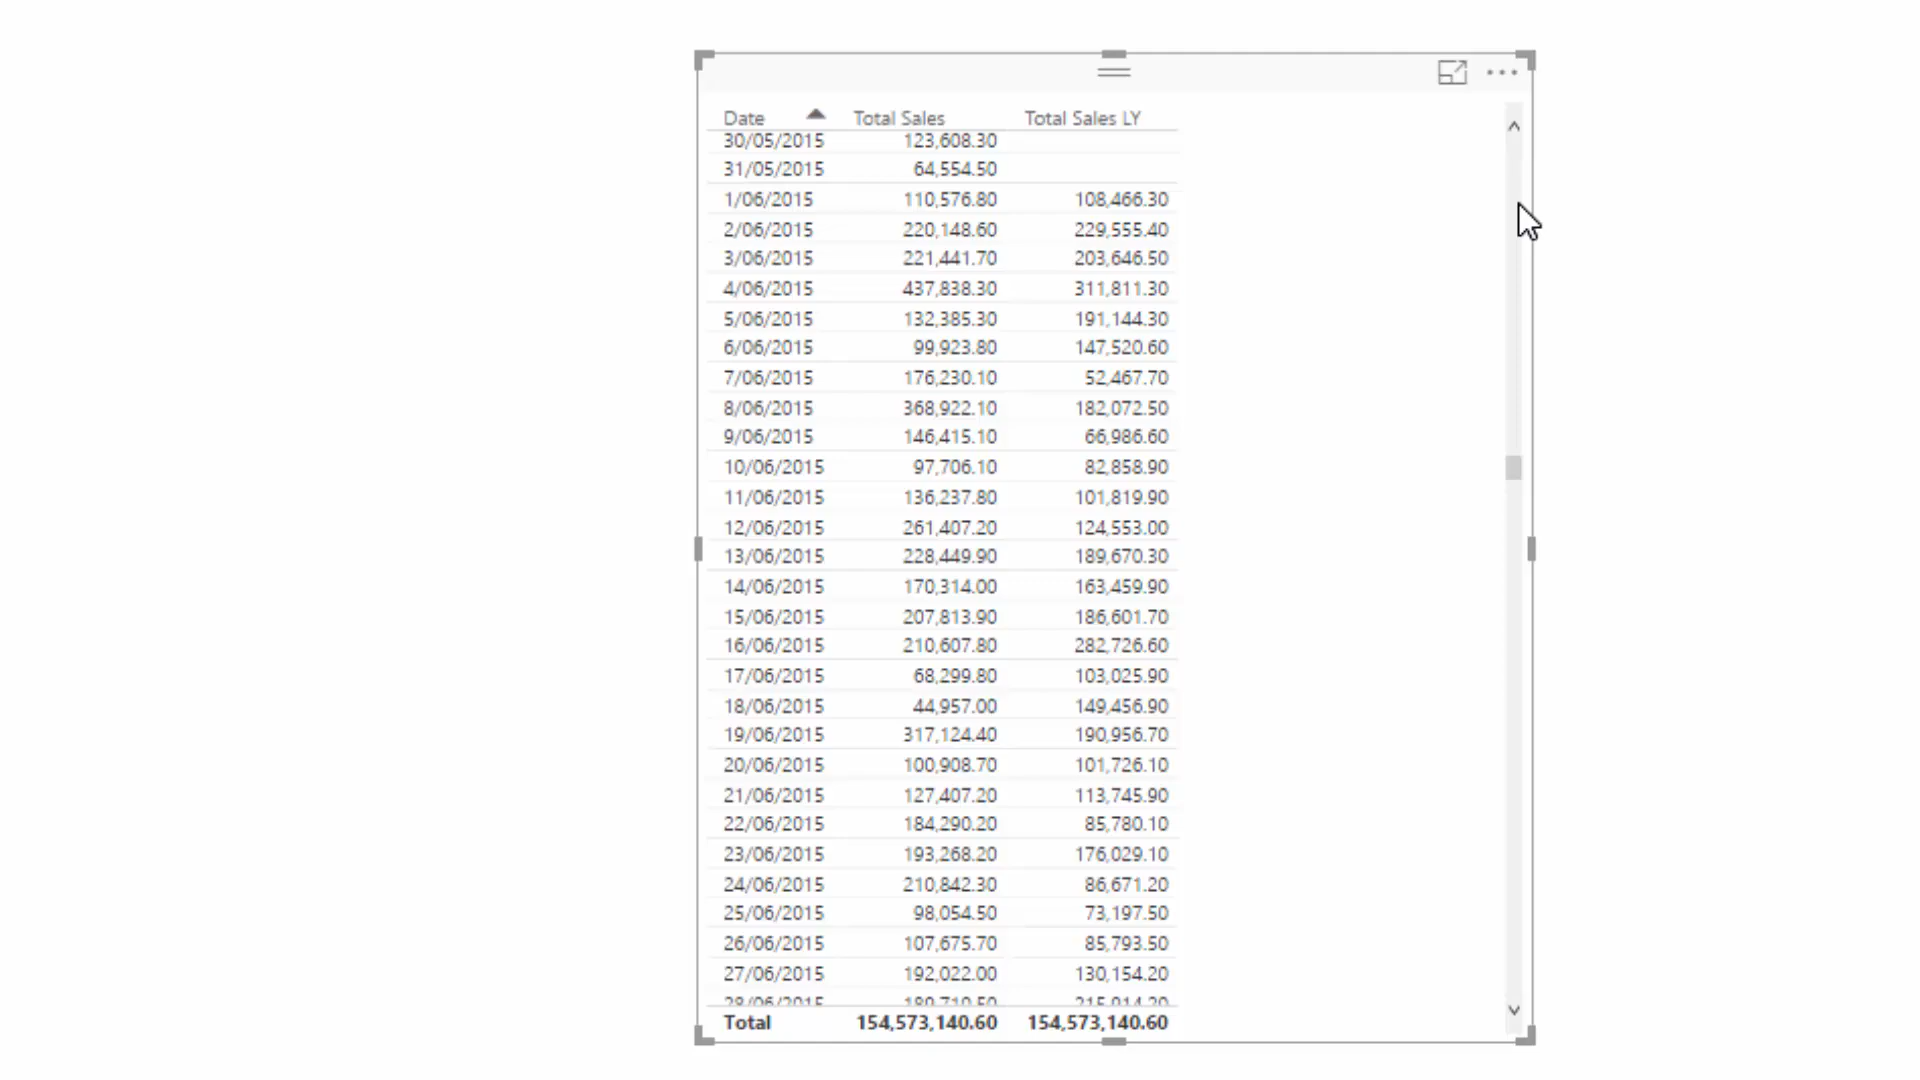 Date Total Sales Total Sales LY
30/05/2015 123,608.30
31/05/2015 64,554.50
1/06/2015 110,576.80 108,466.30
2/06/2015 220,148.60 229,555.40
3/06/2015 221,441.70 203,646.50
4/06/2015 437,838.30 311,811.30
5/06/2015 132,385.30 191,144.30
6/06/2015 99,923.80 147,520.60
7/06/2015 176,230.10 52,467.70
8/06/2015 368,922.10 182,072.50
9/06/2015 146,415.10 66,986.60
10/06/2015 97,706.10 82,858.90
11/06/2015 136,237.80 101,819.90
12/06/2015 261,407.20 124,553.00
13/06/2015 228,449.90 189,670.30
14/06/2015 170,314.00 163,459.90
15/06/2015 207,813.90 186,601.70
16/06/2015 210,607.80 282,726.60
17/06/2015 68,299.80 103,025.90
18/06/2015 44,957.00 149,456.90
19/06/2015 317,124.40 190,956.70
20/06/2015 100,908.70 101,726.10
21/06/2015 127,407.20 113,745.90
22/06/2015 184,290.20 85,780.10
23/06/2015 193,268.20 176,029.10
24/06/2015 210,842.30 86,671.20
25/06/2015 98,054.50 73,197.50
26/06/2015 107,675.70 85,793.50
27/06/2015 192,022.00 130,154.20
28/06/2015
Total 154,573,140.60 154,573,140.60